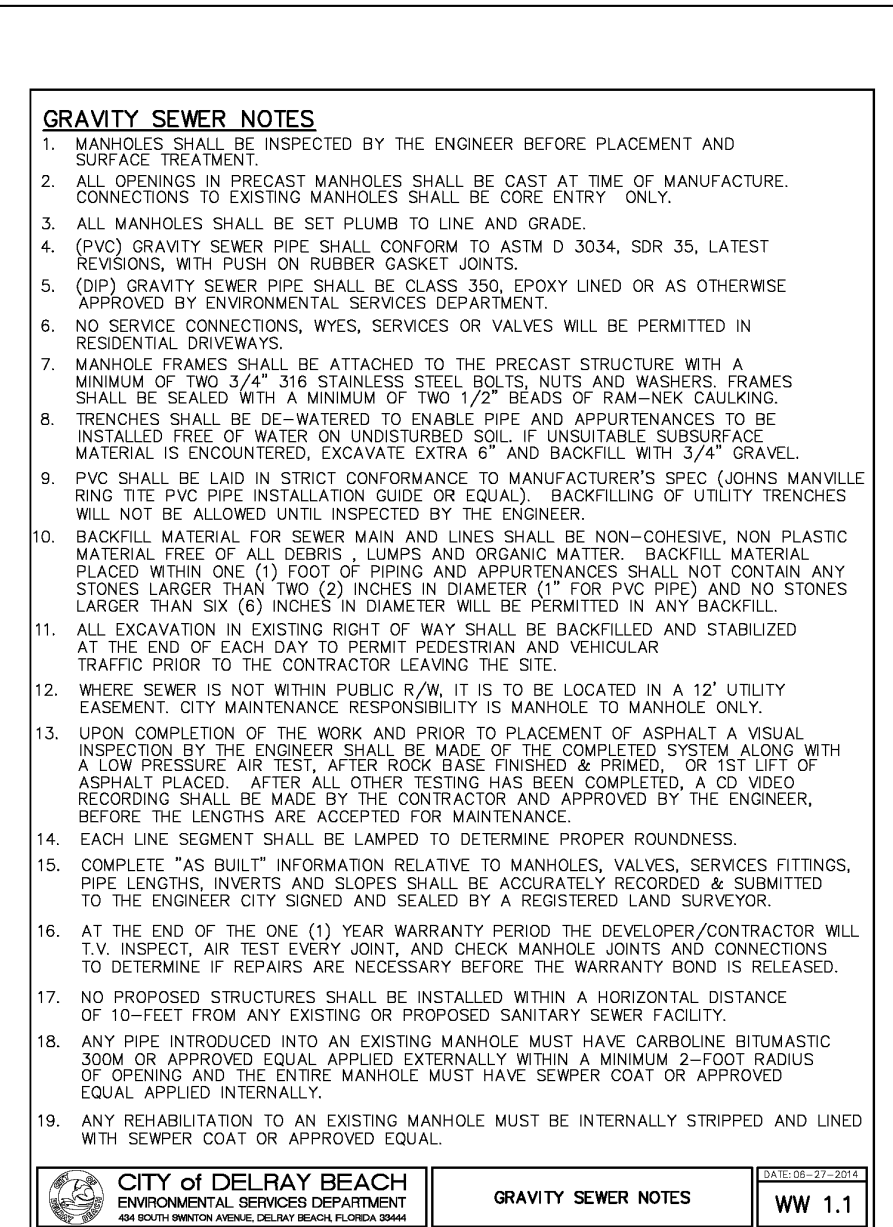 GRAVITY SEWER NOTES
1. MANHOLES SHALL BE INSPECTED BY THE ENGINEER BEFORE PLACEMENT AND
SURFACE TREATMENT.
2. ALL OPENINGS IN PRECAST MANHOLES SHALL BE CAST AT TIME OF MANUFACTURE.
CONNECTIONS TO EXISTING MANHOLES SHALL BE CORE ENTRY ONLY.
3. ALL MANHOLES SHALL BE SET PLUMB TO LINE AND GRADE.
4. (PVC) GRAVITY SEWER PIPE SHALL CONFORM TO ASTM D 3034, SDR 35, LATEST
REVISIONS, WITH PUSH ON RUBBER GASKET JOINTS.
5. (DIP) GRAVITY SEWER PIPE SHALL BE CLASS 350, EPOXY LINED OR AS OTHERWISE
APPROVED BY ENVIRONMENTAL SERVICES DEPARTMENT.
6. NO SERVICE CONNECTIONS, WYES, SERVICES OR VALVES WILL BE PERMITTED IN
RESIDENTIAL DRIVEWAYS.
7. MANHOLE FRAMES SHALL BE ATTACHED TO THE PRECAST STRUCTURE WITH A
MINIMUM OF TWO 3/4" 316 STAINLESS STEEL BOLTS, NUTS AND WASHERS. FRAMES
SHALL BE SEALED WITH A MINIMUM OF TWO 1/2" BEADS OF RAM-NEK CAULKING.
8. TRENCHES SHALL BE DE-WATERED TO ENABLE PIPE AND APPURTENANCES TO BE
INSTALLED FREE OF WATER ON UNDISTURBED SOIL. IF UNSUITABLE SUBSURFACE
MATERIAL IS ENCOUNTERED, EXCAVATE EXTRA 6" AND BACKFILL WITH 3/4" GRAVEL.
9. PVC SHALL BE LAID IN STRICT CONFORMANCE TO MANUFACTURER'S SPEC (JOHNS MANVILLE
RING TITE PVC PIPE INSTALLATION GUIDE OR EQUAL). BACKFILLING OF UTILITY TRENCHES
WILL NOT BE ALLOWED UNTIL INSPECTED BY THE ENGINEER.
10. BACKFILL MATERIAL FOR SEWER MAIN AND LINES SHALL BE NON-COHESIVE, NON PLASTIC
MATERIAL FREE OF ALL DEBRIS , LUMPS AND ORGANIC MATTER. BACKFILL MATERIAL
PLACED WITHIN ONE (1) FOOT OF PIPING AND APPURTENANCES SHALL NOT CONTAIN ANY
STONES LARGER THAN TWO (2) INCHES IN DIAMETER (1" FOR PVC PIPE) AND NO STONES
LARGER THAN SIX (6) INCHES IN DIAMETER WILL BE PERMITTED IN ANY BACKFILL.
11. ALL EXCAVATION IN EXISTING RIGHT OF WAY SHALL BE BACKFILLED AND STABILIZED
AT THE END OF EACH DAY TO PERMIT PEDESTRIAN AND VEHICULAR
TRAFFIC PRIOR TO THE CONTRACTOR LEAVING THE SITE.
12. WHERE SEWER IS NOT WITHIN PUBLIC R/W, IT IS TO BE LOCATED IN A 12' UTILITY
EASEMENT. CITY MAINTENANCE RESPONSIBILITY IS MANHOLE TO MANHOLE ONLY.
13. UPON COMPLETION OF THE WORK AND PRIOR TO PLACEMENT OF ASPHALT A VISUAL
INSPECTION BY THE ENGINEER SHALL BE MADE OF THE COMPLETED SYSTEM ALONG WITH
A LOW PRESSURE AIR TEST, AFTER ROCK BASE FINISHED & PRIMED, OR 1ST LIFT OF
ASPHALT PLACED. AFTER ALL OTHER TESTING HAS BEEN COMPLETED, A CD VIDEO
RECORDING SHALL BE MADE BY THE CONTRACTOR AND APPROVED BY THE ENGINEER,
BEFORE THE LENGTHS ARE ACCEPTED FOR MAINTENANCE.
14. EACH LINE SEGMENT SHALL BE LAMPED TO DETERMINE PROPER ROUNDNESS.
15. COMPLETE "AS BUILT" INFORMATION RELATIVE TO MANHOLES, VALVES, SERVICES FITTINGS,
PIPE LENGTHS, INVERTS AND SLOPES SHALL BE ACCURATELY RECORDED & SUBMITTED
TO THE ENGINEER CITY SIGNED AND SEALED BY A REGISTERED LAND SURVEYOR.
16. AT THE END OF THE ONE (1) YEAR WARRANTY PERIOD THE DEVELOPER/CONTRACTOR WILL
T.V. INSPECT, AIR TEST EVERY JOINT, AND CHECK MANHOLE JOINTS AND CONNECTIONS
TO DETERMINE IF REPAIRS ARE NECESSARY BEFORE THE WARRANTY BOND IS RELEASED.
17. NO PROPOSED STRUCTURES SHALL BE INSTALLED WITHIN A HORIZONTAL DISTANCE
OF 10-FEET FROM ANY EXISTING OR PROPOSED SANITARY SEWER FACILITY.
18. ANY PIPE INTRODUCED INTO AN EXISTING MANHOLE MUST HAVE CARBOLINE BITUMASTIC
300M OR APPROVED EQUAL APPLIED EXTERNALLY WITHIN A MINIMUM 2-FOOT RADIUS
OF OPENING AND THE ENTIRE MANHOLE MUST HAVE SEWPER COAT OR APPROVED
EQUAL APPLIED INTERNALLY.
19. ANY REHABILITATION TO AN EXISTING MANHOLE MUST BE INTERNALLY STRIPPED AND LINED
WITH SEWPER COAT OR APPROVED EQUAL.
CITY of DELRAY BEACH
ENVIRONMENTAL SERVICES DEPARTMENT
434 SOUTH SWINTON AVENUE, DELRAY BEACH, FLORIDA 33444
GRAVITY SEWER NOTES
DATE: 06-27-2014
WW 1.1